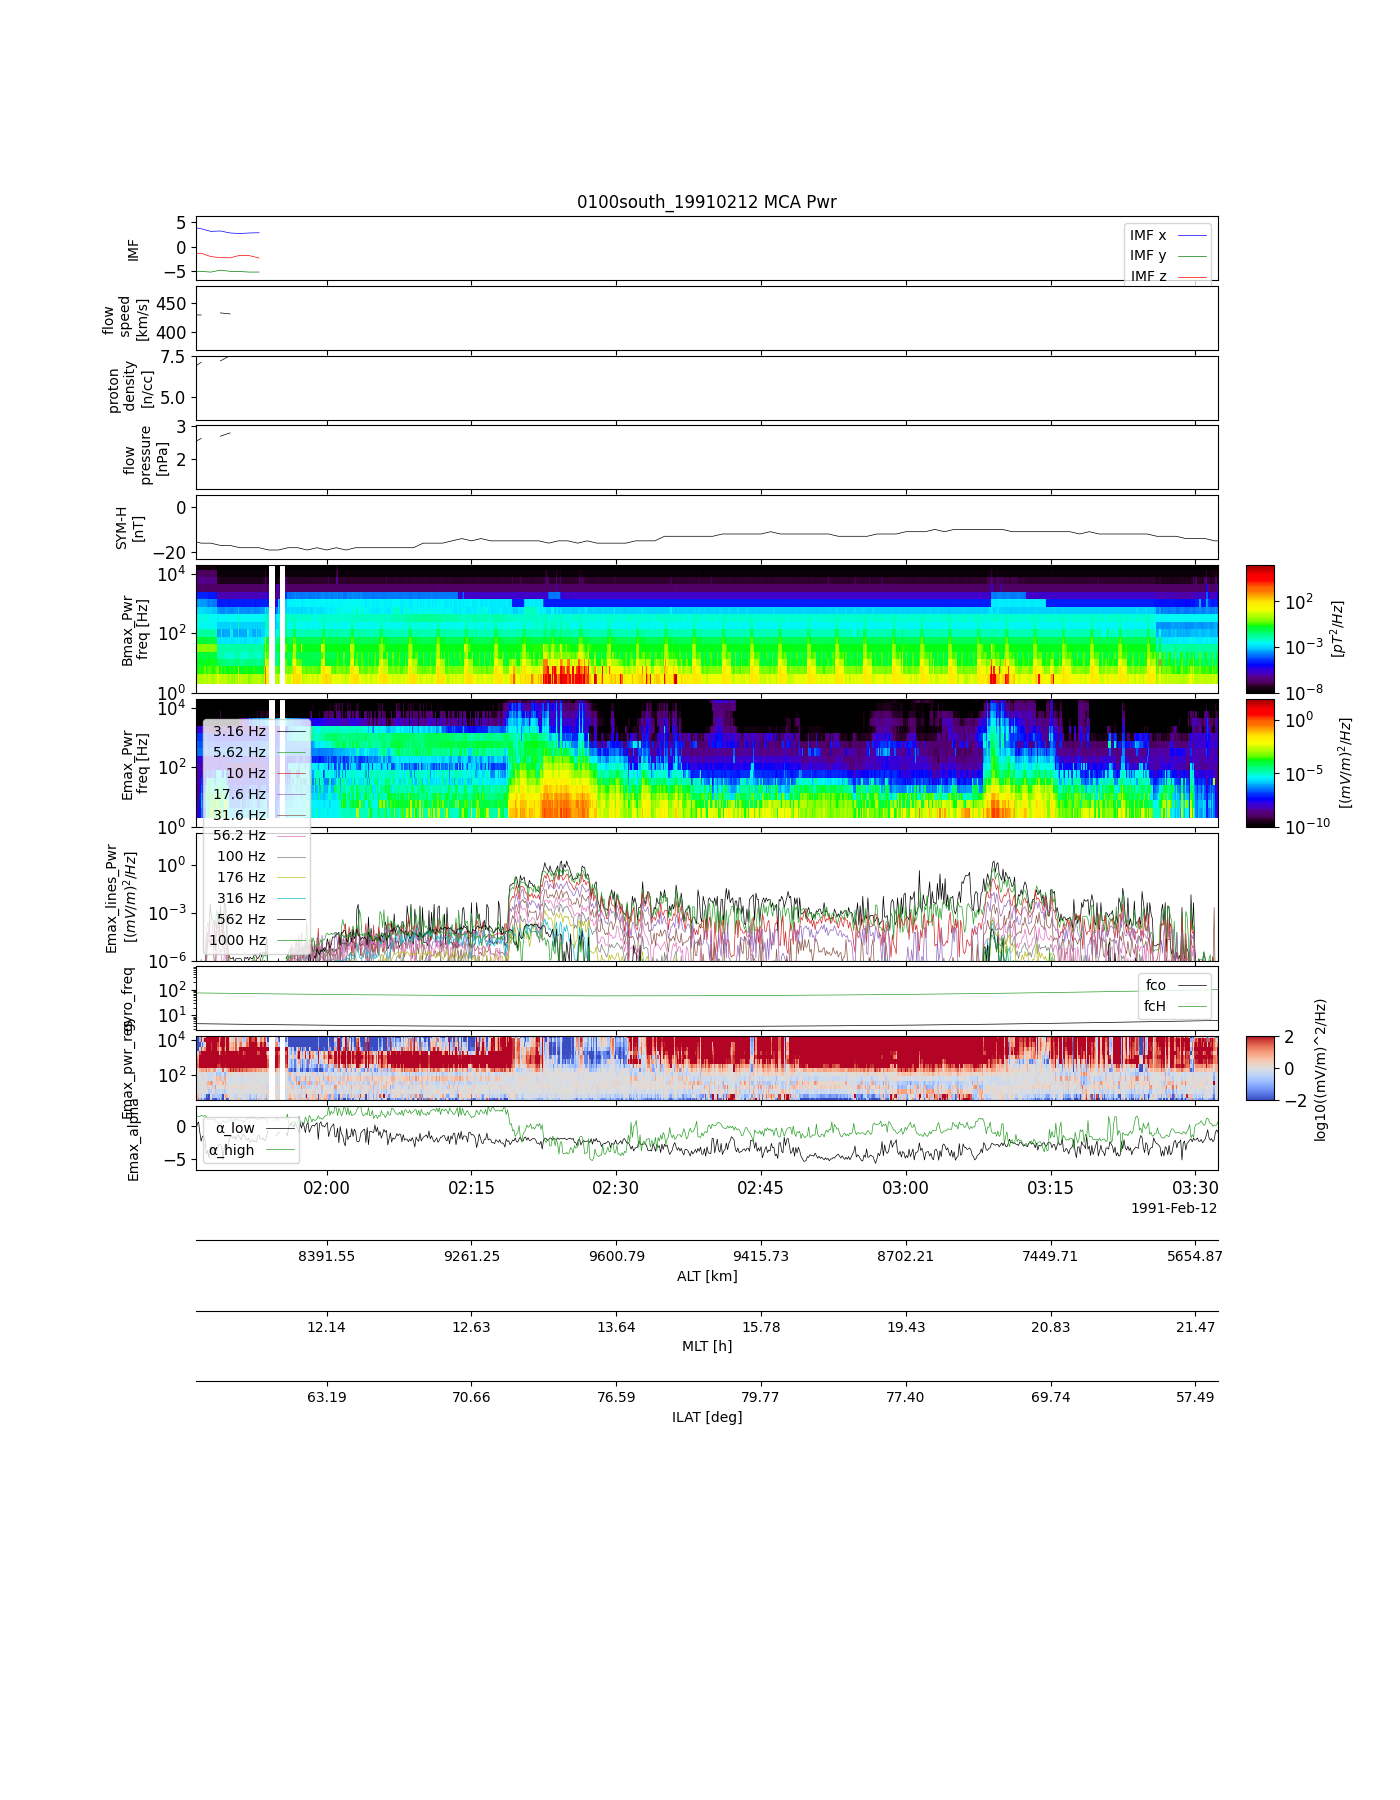 0100south_19910212 MCA Pwr
5
0
−5
IMF
IMF x
IMF y
IMF z
450
400
flow
speed
[km/s]
7.5
5.0
proton
density
[n/cc]
3
2
flow
pressure
[nPa]
0
−20
SYM-H
[nT]
10^4
10^2
10^0
Bmax_Pwr
freq [Hz]
10^2
10^−3
10^−8
[pT^2/Hz]
10^4
10^2
10^0
Emax_Pwr
freq [Hz]
10^0
10^−5
10^−10
[(mV/m)^2/Hz]
3.16 Hz
5.62 Hz
10 Hz
17.6 Hz
31.6 Hz
56.2 Hz
100 Hz
176 Hz
316 Hz
562 Hz
1000 Hz
10^0
10^−3
10^−6
Emax_lines_Pwr
[(mV/m)^2/Hz]
10^2
10^1
gyro_freq
fco
fcH
10^4
10^2
Emax_pwr_reg
2
0
−2
log10((mV/m)^2/Hz)
0
−5
Emax_alpha
α_low
α_high
02:00 02:15 02:30 02:45 03:00 03:15 03:30
1991-Feb-12
8391.55 9261.25 9600.79 9415.73 8702.21 7449.71 5654.87
ALT [km]
12.14 12.63 13.64 15.78 19.43 20.83 21.47
MLT [h]
63.19 70.66 76.59 79.77 77.40 69.74 57.49
ILAT [deg]